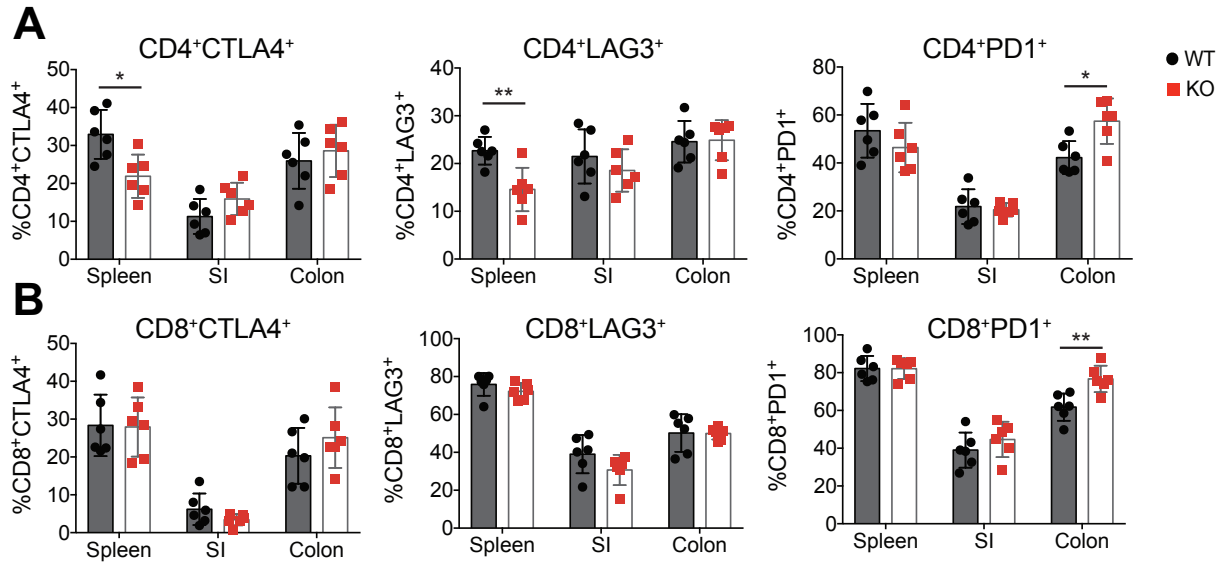 A
CD4⁺CTLA4⁺
CD4⁺LAG3⁺
CD4⁺PD1⁺
WT
KO
%CD4⁺CTLA4⁺
50
40
30
20
10
0
*
Spleen SI Colon
%CD4⁺LAG3⁺
40
30
20
10
0
**
Spleen SI Colon
%CD4⁺PD1⁺
60
40
20
0
*
Spleen SI Colon
B
CD8⁺CTLA4⁺
CD8⁺LAG3⁺
CD8⁺PD1⁺
%CD8⁺CTLA4⁺
50
40
30
20
10
0
Spleen SI Colon
%CD8⁺LAG3⁺
100
80
60
40
20
0
Spleen SI Colon
%CD8⁺PD1⁺
100
80
60
40
20
0
**
Spleen SI Colon